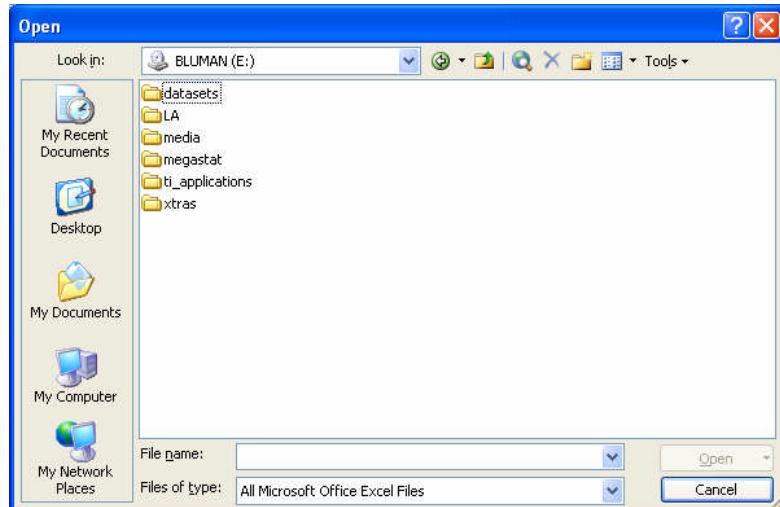 Open
Look in:
BLUMAN (E:)
Tools
datasets
LA
media
megastat
ti_applications
xtras
My Recent
Documents
Desktop
My Documents
My Computer
My Network
Places
File name:
Open
Files of type:
All Microsoft Office Excel Files
Cancel